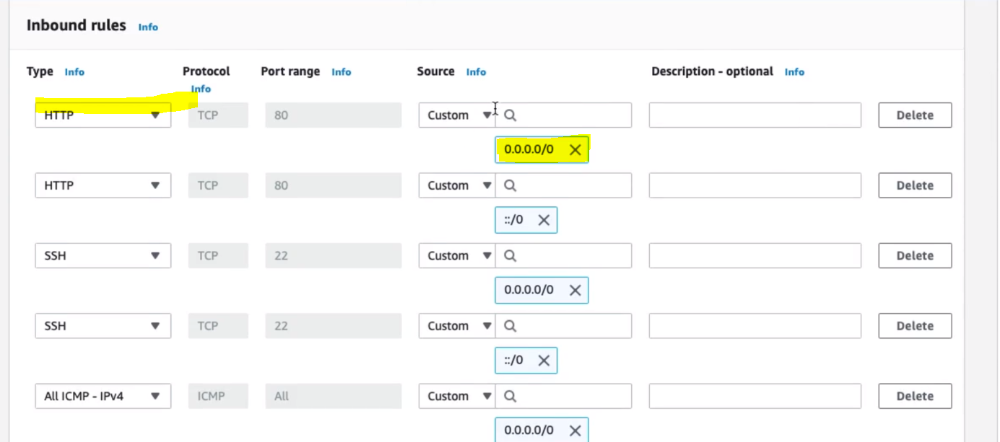 Inbound rules Info
Type Info Protocol Info Port range Info Source Info Description - optional Info
HTTP TCP 80 Custom Delete
0.0.0.0/0
HTTP TCP 80 Custom Delete
::/0
SSH TCP 22 Custom Delete
0.0.0.0/0
SSH TCP 22 Custom Delete
::/0
All ICMP - IPv4 ICMP All Custom Delete
0.0.0.0/0